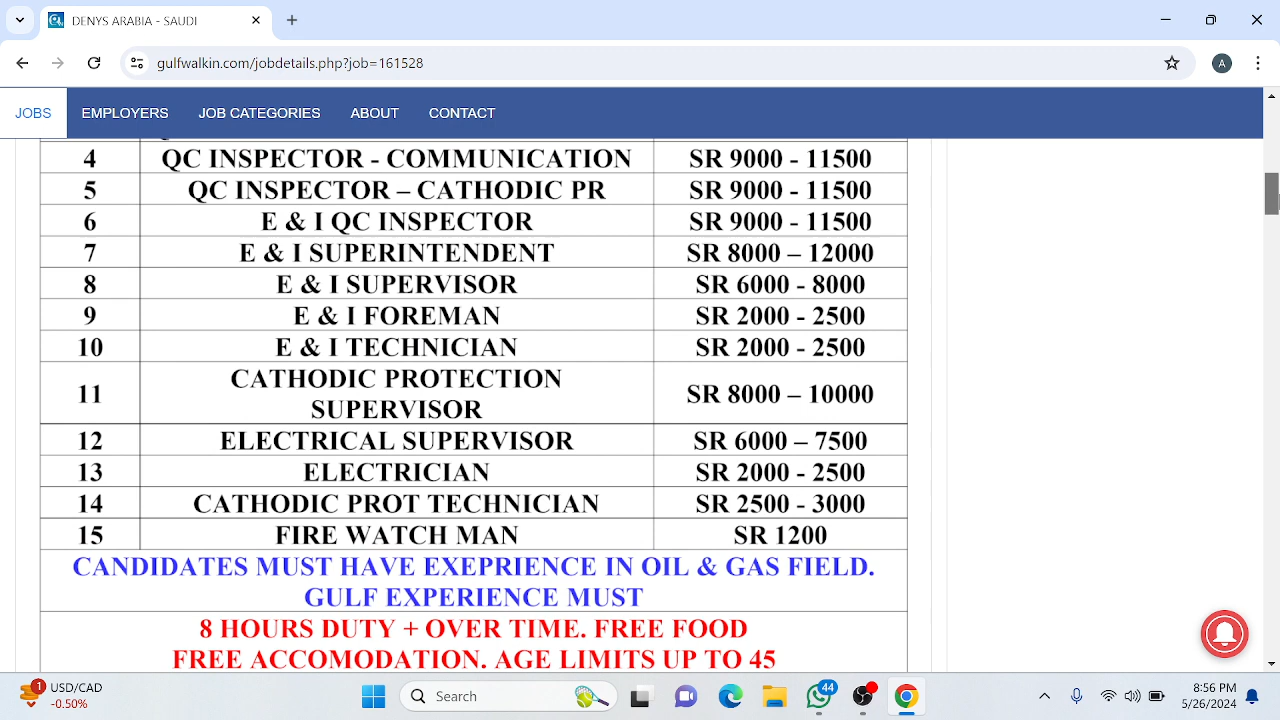 DENYS ARABIA - SAUDI
gulfwalkin.com/jobdetails.php?job=161528
A
JOBS EMPLOYERS JOB CATEGORIES ABOUT CONTACT
4 QC INSPECTOR - COMMUNICATION SR 9000 - 11500
5 QC INSPECTOR – CATHODIC PR SR 9000 - 11500
6 E & I QC INSPECTOR SR 9000 - 11500
7 E & I SUPERINTENDENT SR 8000 – 12000
8 E & I SUPERVISOR SR 6000 - 8000
9 E & I FOREMAN SR 2000 - 2500
10 E & I TECHNICIAN SR 2000 - 2500
11 CATHODIC PROTECTION
SUPERVISOR SR 8000 – 10000
12 ELECTRICAL SUPERVISOR SR 6000 – 7500
13 ELECTRICIAN SR 2000 - 2500
14 CATHODIC PROT TECHNICIAN SR 2500 - 3000
15 FIRE WATCH MAN SR 1200
CANDIDATES MUST HAVE EXEPRIENCE IN OIL & GAS FIELD.
GULF EXPERIENCE MUST
8 HOURS DUTY + OVER TIME. FREE FOOD
FREE ACCOMODATION. AGE LIMITS UP TO 45
1 USD/CAD
-0.50%
Search
44
8:56 PM
5/26/2024